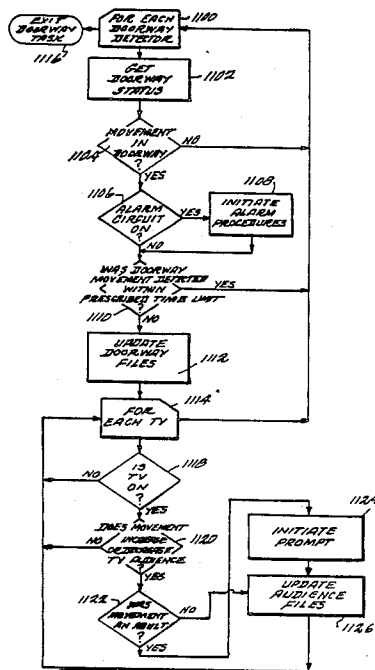 EXIT
DOORWAY
TASK
1116
FOR EACH
DOORWAY
DETECTOR
1100
GET
DOORWAY
STATUS
1102
MOVEMENT
IN
DOORWAY
?
1104
NO
YES
1106
ALARM
CIRCUIT
ON
?
YES
1108
INITIATE
ALARM
PROCEDURES
NO
WAS DOORWAY
MOVEMENT DETECTED
WITHIN
PRESCRIBED TIME LIMIT
?
YES
1110
NO
UPDATE
DOORWAY
FILES
1112
1114
FOR
EACH TV
NO
IS
TV
ON
?
1118
YES
DOES MOVEMENT
INCREASE
OR DECREASE
TV AUDIENCE
?
NO
1120
YES
1122
WAS
MOVEMENT
AN ADULT
?
NO
YES
1124
INITIATE
PROMPT
UPDATE
AUDIENCE
FILES
1126